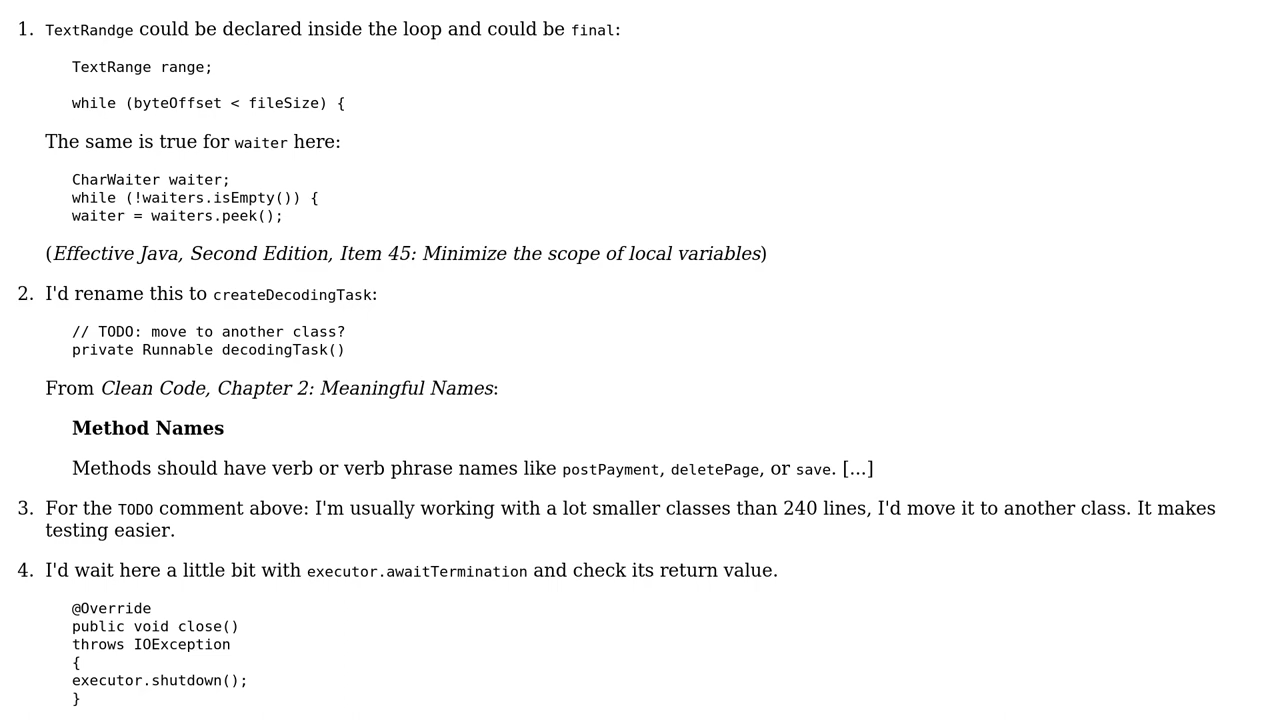 1. TextRandge could be declared inside the loop and could be final:
TextRange range;
while (byteOffset < fileSize) {
The same is true for waiter here:
CharWaiter waiter;
while (!waiters.isEmpty()) {
waiter = waiters.peek();
(Effective Java, Second Edition, Item 45: Minimize the scope of local variables)
2. I'd rename this to createDecodingTask:
// TODO: move to another class?
private Runnable decodingTask()
From Clean Code, Chapter 2: Meaningful Names:
Method Names
Methods should have verb or verb phrase names like postPayment, deletePage, or save. [...]
3. For the TODO comment above: I'm usually working with a lot smaller classes than 240 lines, I'd move it to another class. It makes
testing easier.
4. I'd wait here a little bit with executor.awaitTermination and check its return value.
@Override
public void close()
throws IOException
{
executor.shutdown();
}